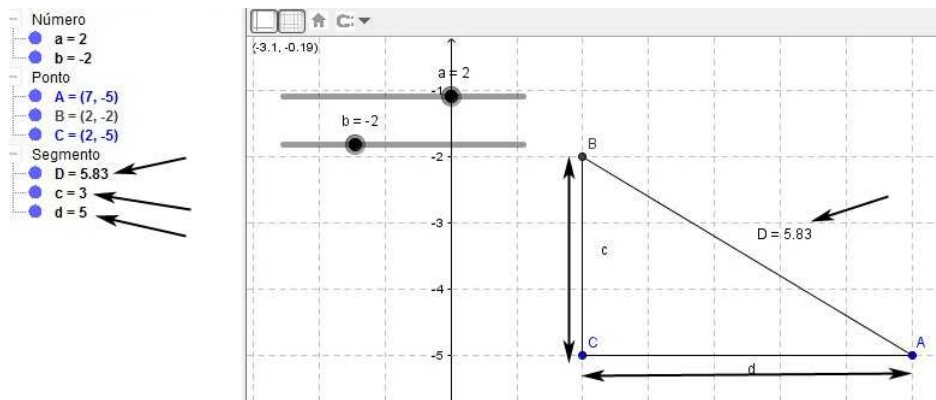 Número
a = 2
b = -2
Ponto
A = (7, -5)
B = (2, -2)
C = (2, -5)
Segmento
D = 5.83
c = 3
d = 5
(-3.1, -0.19)
a = 2
-1
b = -2
B
-2
-3
D = 5.83
c
-4
C
A
-5
d